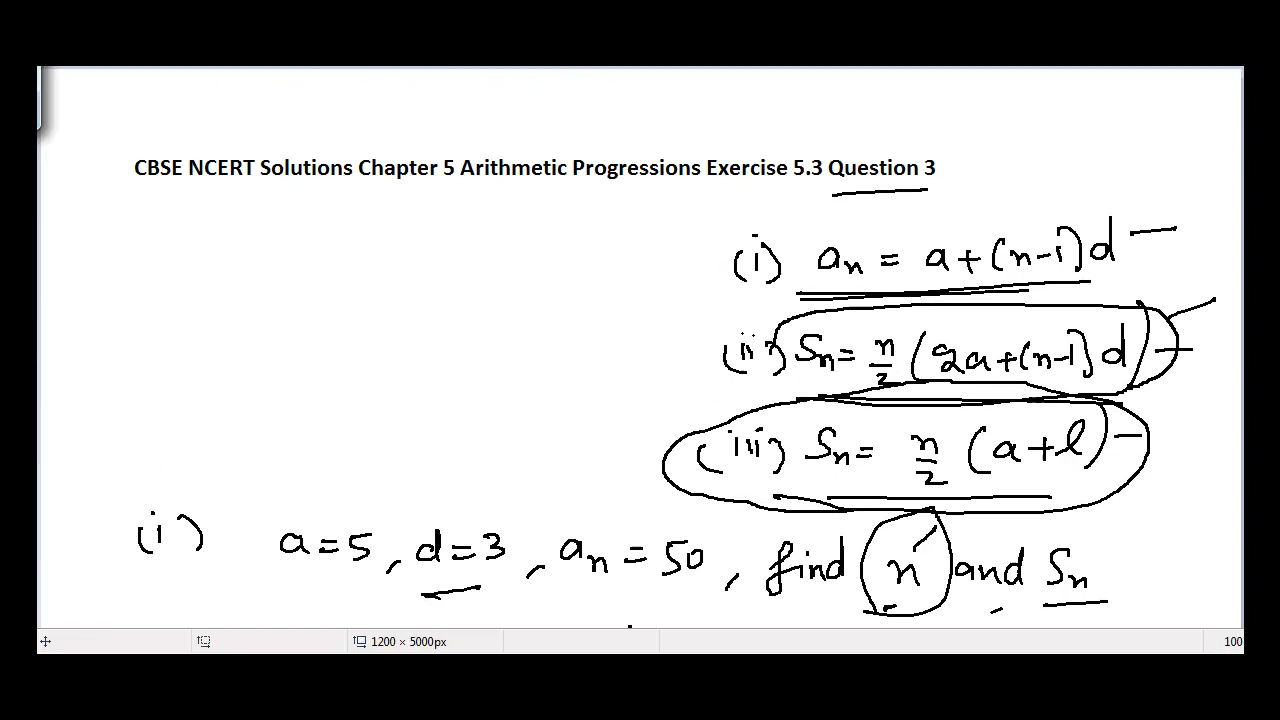 CBSE NCERT Solutions Chapter 5 Arithmetic Progressions Exercise 5.3 Question 3
(i) an = a+(n-1)d
(ii) Sn = n/2 (2a+(n-1)d)
(iii) Sn = n/2 (a+l)
(i) a=5, d=3, an = 50, find n and Sn
1200 × 5000px
100